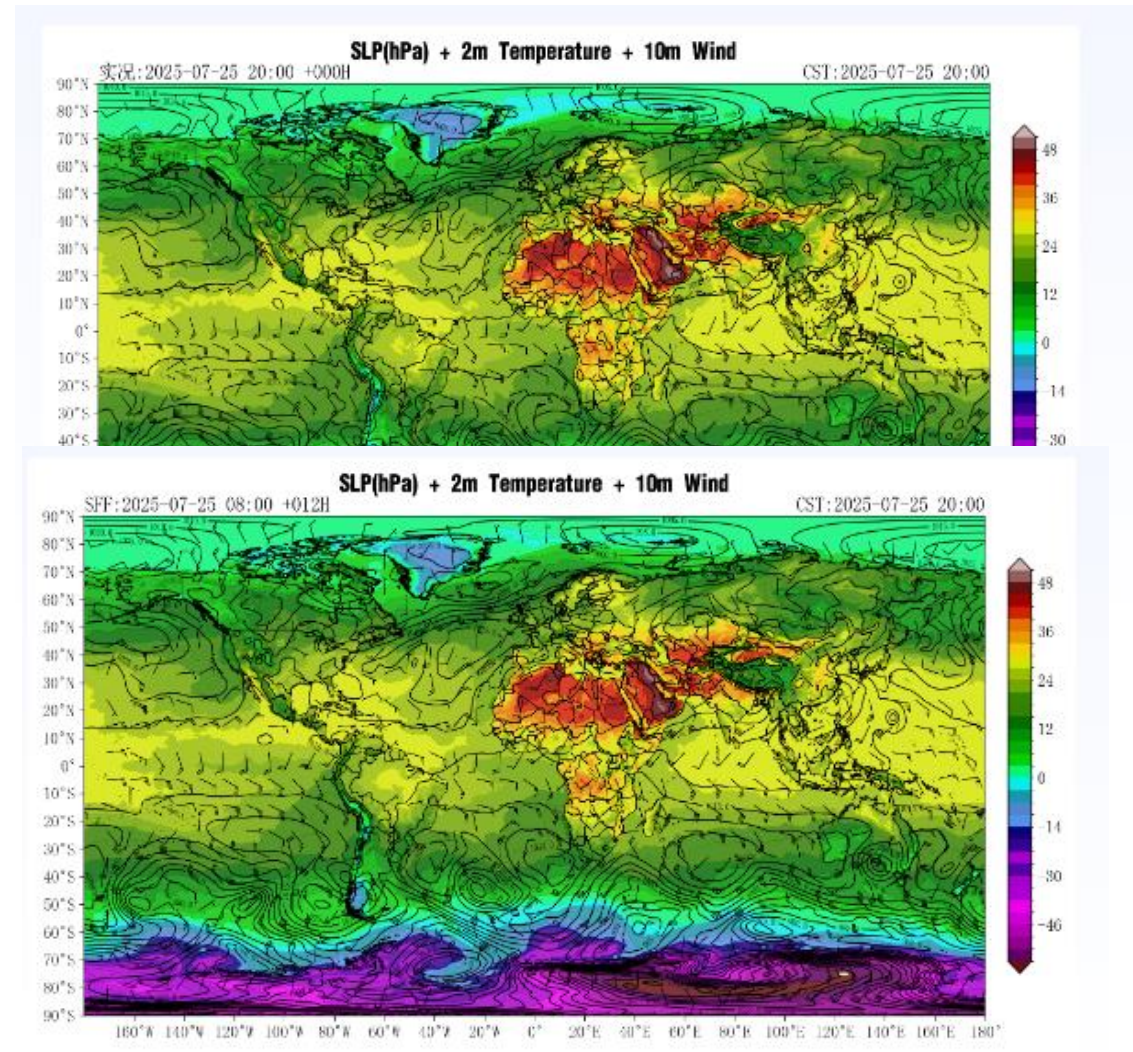 SLP(hPa) + 2m Temperature + 10m Wind
实况:2025-07-25 20:00 +000H CST:2025-07-25 20:00
90°N
80°N
70°N
60°N
50°N
40°N
30°N
20°N
10°N
0°
10°S
20°S
30°S
40°S
48
36
24
12
0
-14
-30
SLP(hPa) + 2m Temperature + 10m Wind
SFF:2025-07-25 08:00 +012H CST:2025-07-25 20:00
90°N
80°N
70°N
60°N
50°N
40°N
30°N
20°N
10°N
0°
10°S
20°S
30°S
40°S
50°S
60°S
70°S
80°S
90°S
160°W 140°W 120°W 100°W 80°W 60°W 40°W 20°W 0° 20°E 40°E 60°E 80°E 100°E 120°E 140°E 160°E 180°
48
36
24
12
0
-14
-30
-46